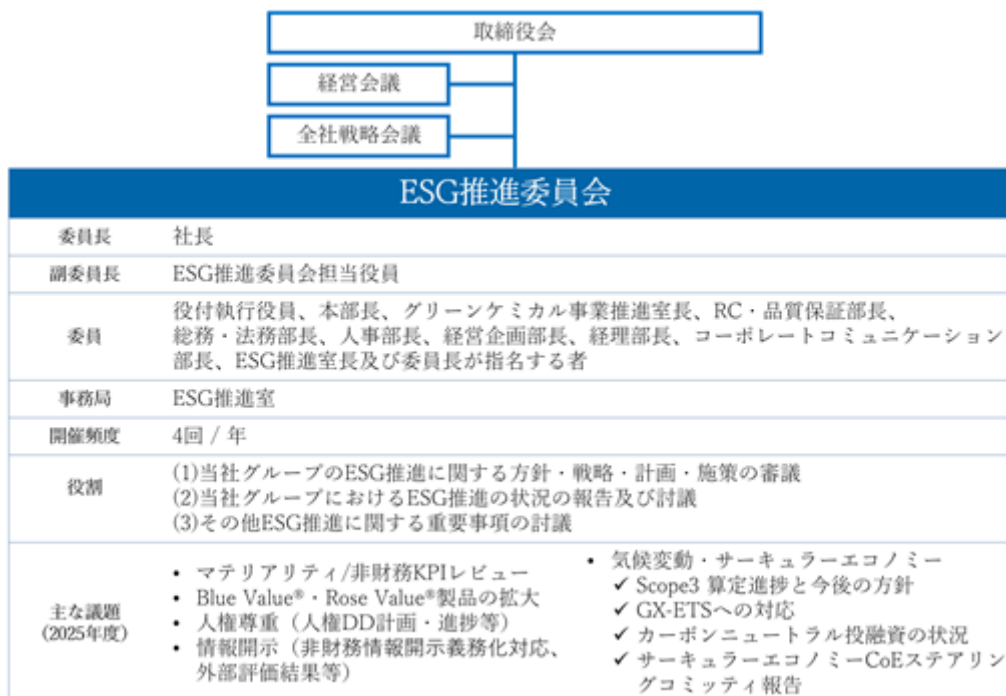 取締役会
経営会議
全社戦略会議
ESG推進委員会
委員長
社長
副委員長
ESG推進委員会担当役員
委員
役付執行役員、本部長、グリーンケミカル事業推進室長、RC・品質保証部長、
総務・法務部長、人事部長、経営企画部長、経理部長、コーポレートコミュニケーション
部長、ESG推進室長及び委員長が指名する者
事務局
ESG推進室
開催頻度
4回 / 年
役割
(1)当社グループのESG推進に関する方針・戦略・計画・施策の審議
(2)当社グループにおけるESG推進の状況の報告及び討議
(3)その他ESG推進に関する重要事項の討議
主な議題
(2025年度)
• マテリアリティ/非財務KPIレビュー
• Blue Value®・Rose Value®製品の拡大
• 人権尊重（人権DD計画・進捗等）
• 情報開示（非財務情報開示義務化対応、
外部評価結果等）
• 気候変動・サーキュラーエコノミー
✓ Scope3 算定進捗と今後の方針
✓ GX-ETSへの対応
✓ カーボンニュートラル投融資の状況
✓ サーキュラーエコノミーCoEステアリン
グコミッティ報告